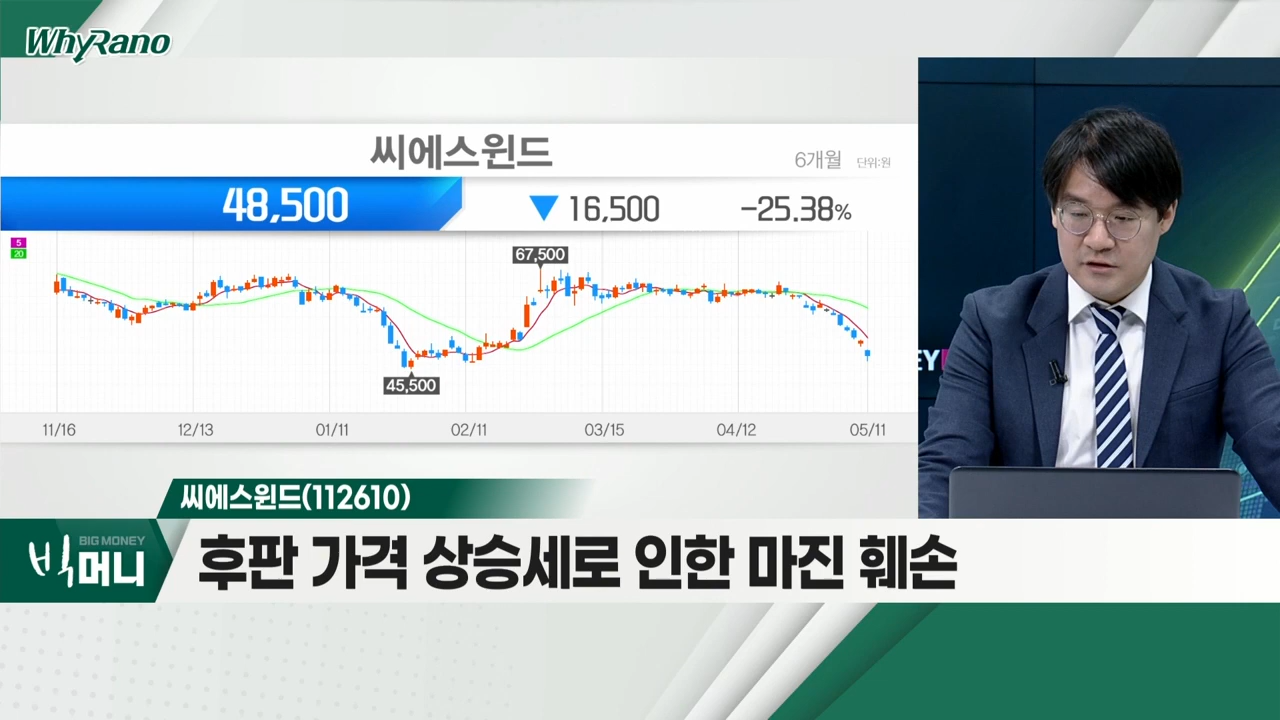 WhyRano
씨에스윈드
6개월 단위:원
48,500 ▼ 16,500 -25.38%
5
20
67,500
45,500
11/16 12/13 01/11 02/11 03/15 04/12 05/11
EY
씨에스윈드(112610)
BIG MONEY
빅머니
후판 가격 상승세로 인한 마진 훼손